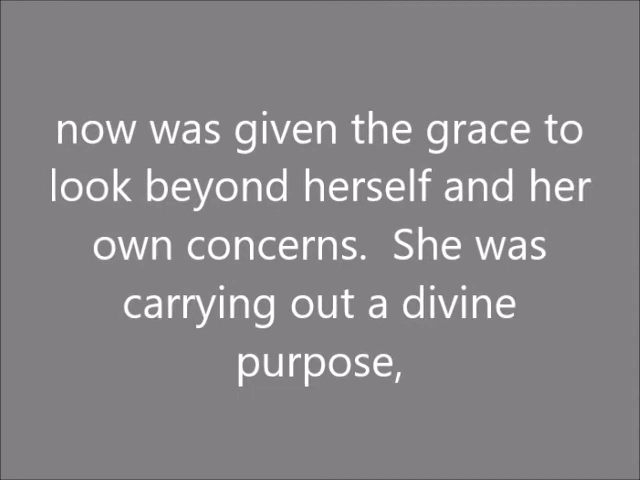 now was given the grace to
look beyond herself and her
own concerns.  She was
carrying out a divine
purpose,